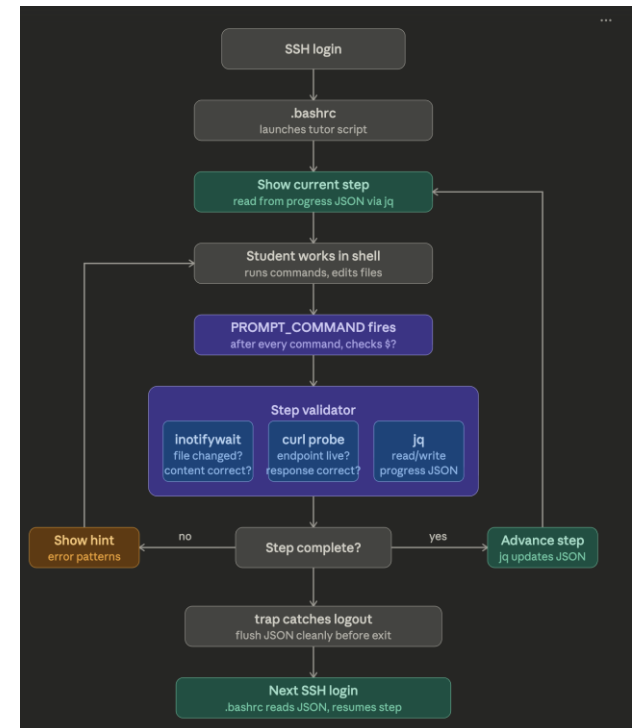 ...
SSH login
.bashrc
launches tutor script
Show current step
read from progress JSON via jq
Student works in shell
runs commands, edits files
PROMPT_COMMAND fires
after every command, checks $?
Step validator
inotifywait
file changed?
content correct?
curl probe
endpoint live?
response correct?
jq
read/write
progress JSON
Show hint
error patterns
no
Step complete?
yes
Advance step
jq updates JSON
trap catches logout
flush JSON cleanly before exit
Next SSH login
.bashrc reads JSON, resumes step